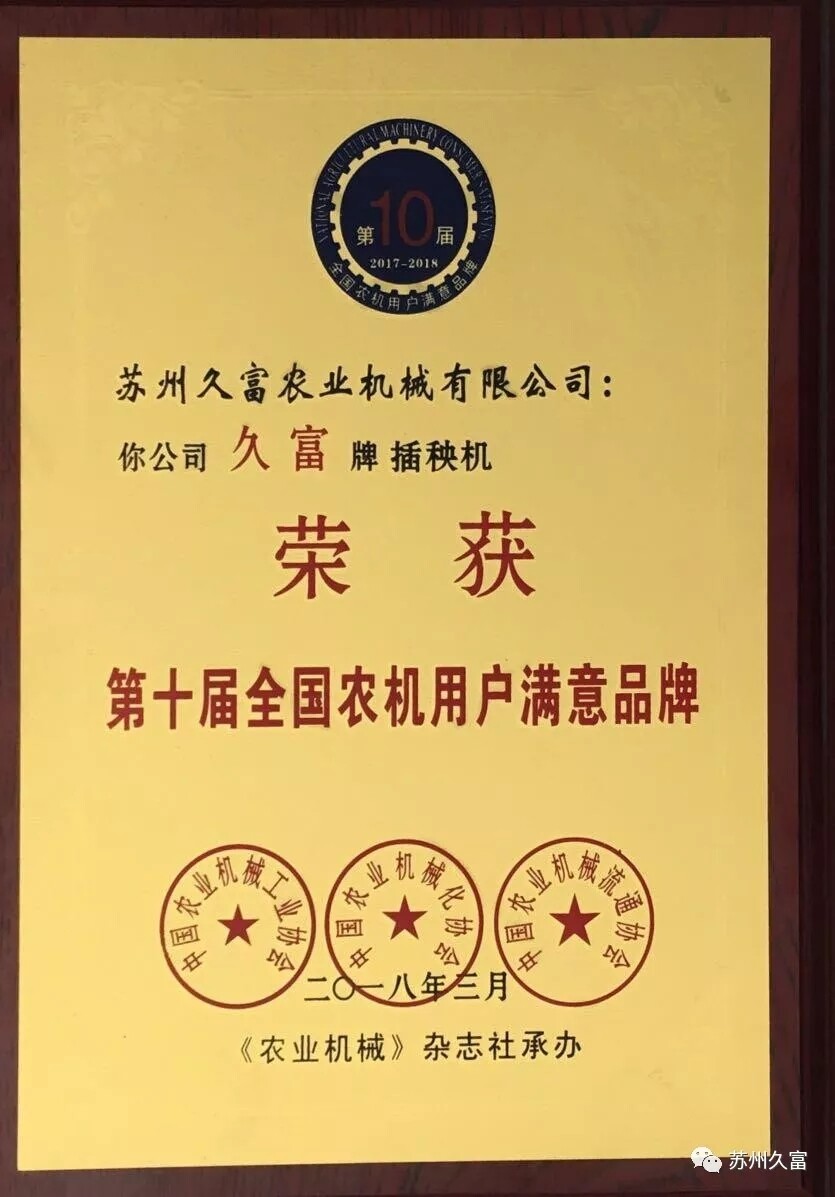 NATIONAL AGRICULTURAL MACHINERY CONSUMER SATISFYING
第10届
2017-2018
全国农机用户满意品牌
苏州久富农业机械有限公司：
你公司 久富 牌 插秧机
荣 获
第十届全国农机用户满意品牌
中国农业机械工业协会
中国农业机械化协会
中国农业机械流通协会
二〇一八年三月
《农业机械》杂志社承办
苏州久富